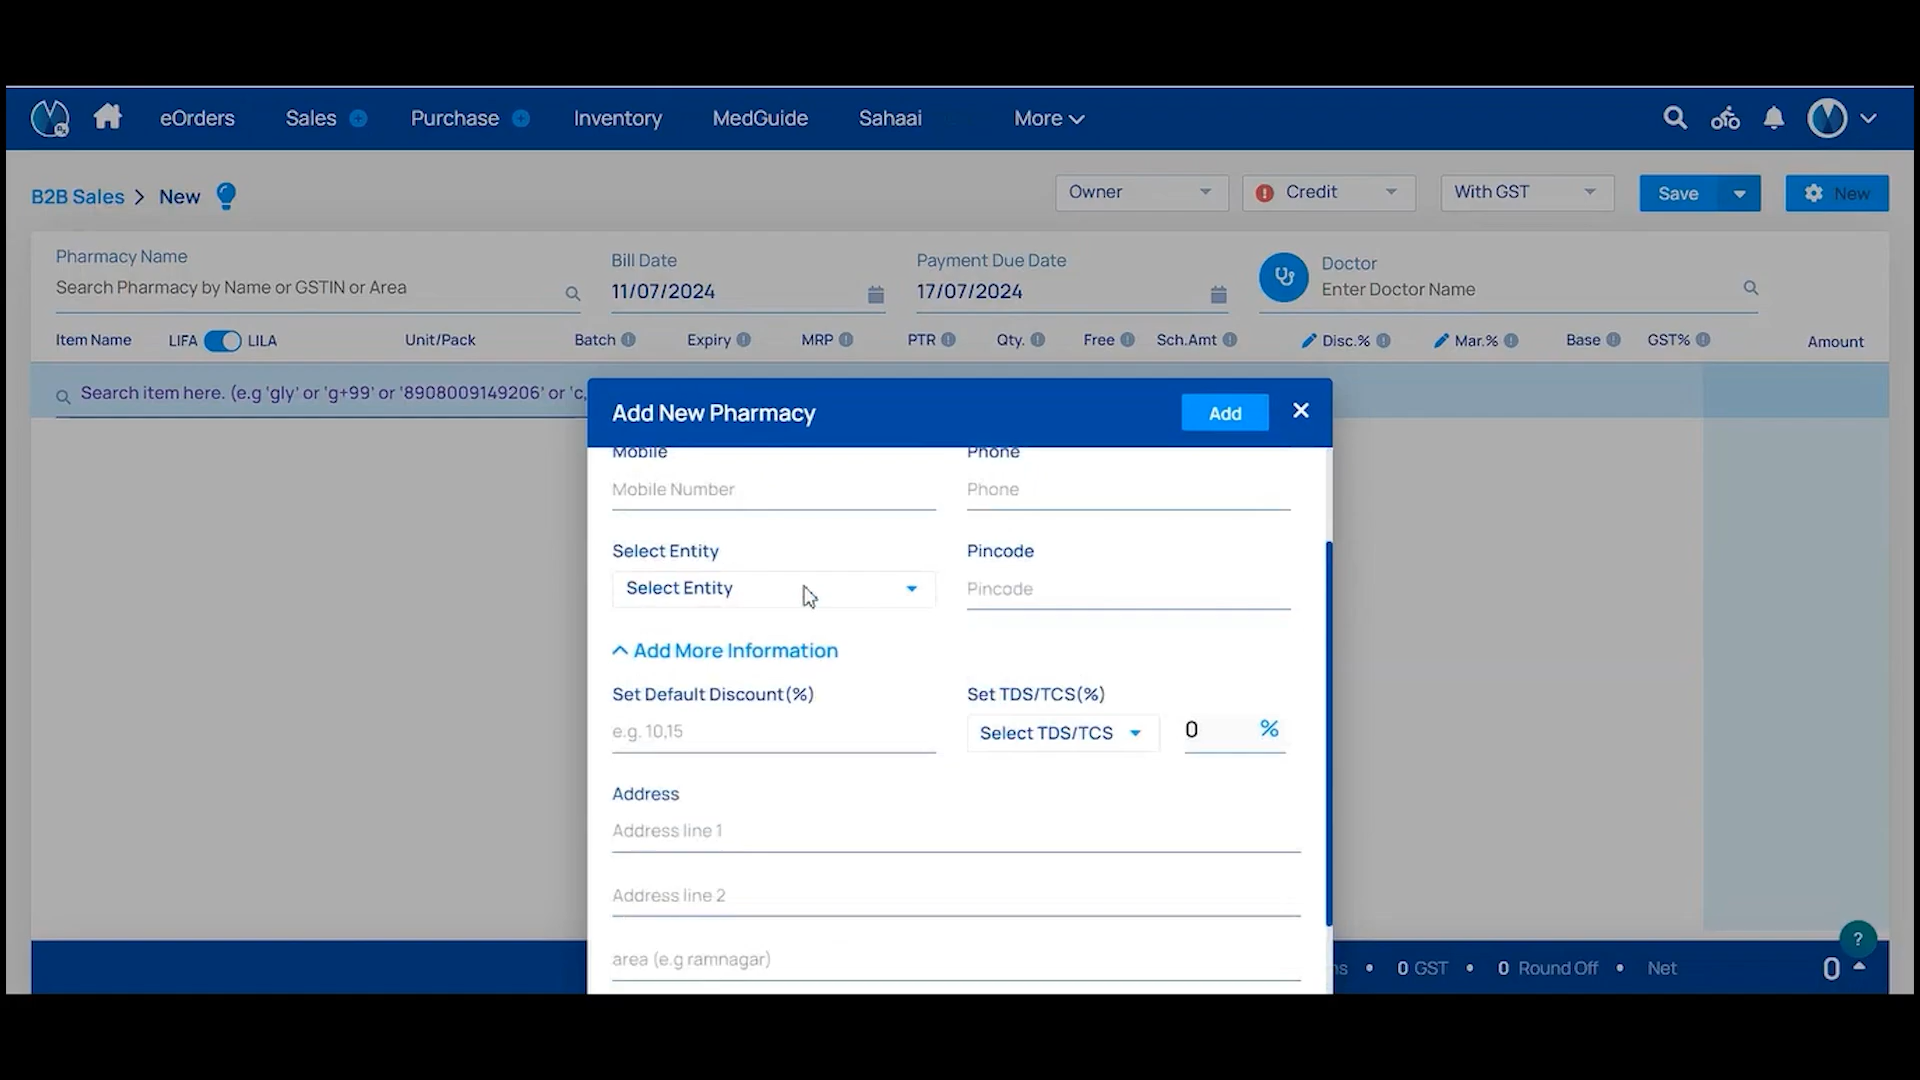 eOrders Sales Purchase Inventory MedGuide Sahaai More
B2B Sales > New Owner Credit With GST Save New
Pharmacy Name Bill Date Payment Due Date Doctor
Search Pharmacy by Name or GSTIN or Area 11/07/2024 17/07/2024 Enter Doctor Name
Item Name LIFA LILA Unit/Pack Batch Expiry MRP PTR Qty. Free Sch.Amt Disc.% Mar.% Base GST% Amount
Search item here. (e.g 'gly' or 'g+99' or '8908009149206' or 'c,
Add New Pharmacy Add
Mobile Phone
Mobile Number Phone
Select Entity Pincode
Select Entity Pincode
Add More Information
Set Default Discount(%) Set TDS/TCS(%)
e.g. 10,15 Select TDS/TCS 0 %
Address
Address line 1
Address line 2
area (e.g ramnagar)
?
0 GST • 0 Round Off • Net 0